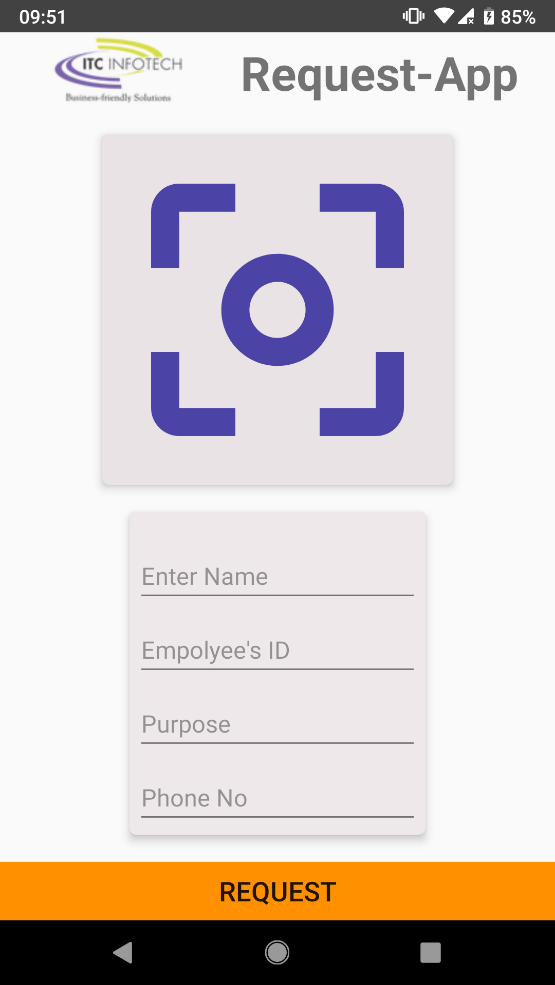 09:51
85%
ITC INFOTECH
Business-friendly Solutions
Request-App
Enter Name
Empolyee's ID
Purpose
Phone No
REQUEST